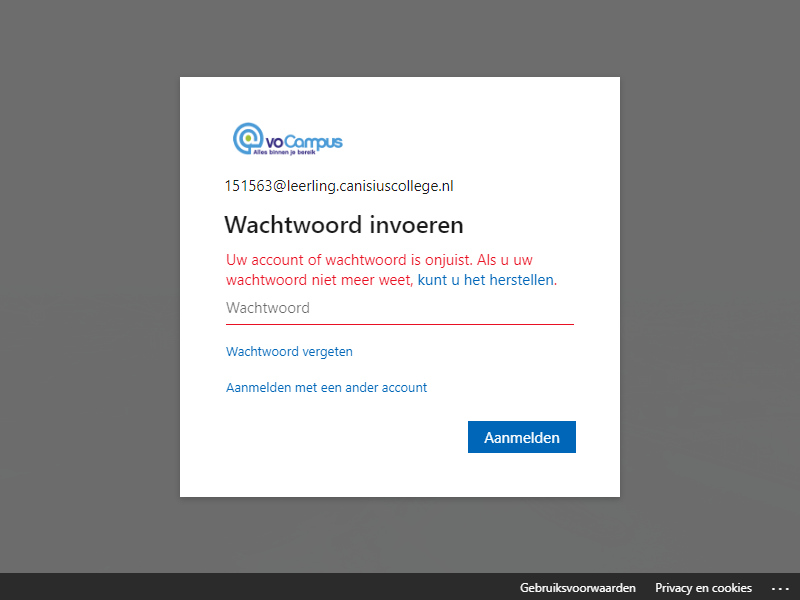 voCampus
Alles binnen je bereik
151563@leerling.canisiuscollege.nl
Wachtwoord invoeren
Uw account of wachtwoord is onjuist. Als u uw
wachtwoord niet meer weet, kunt u het herstellen.
Wachtwoord
Wachtwoord vergeten
Aanmelden met een ander account
Aanmelden
Gebruiksvoorwaarden Privacy en cookies ...